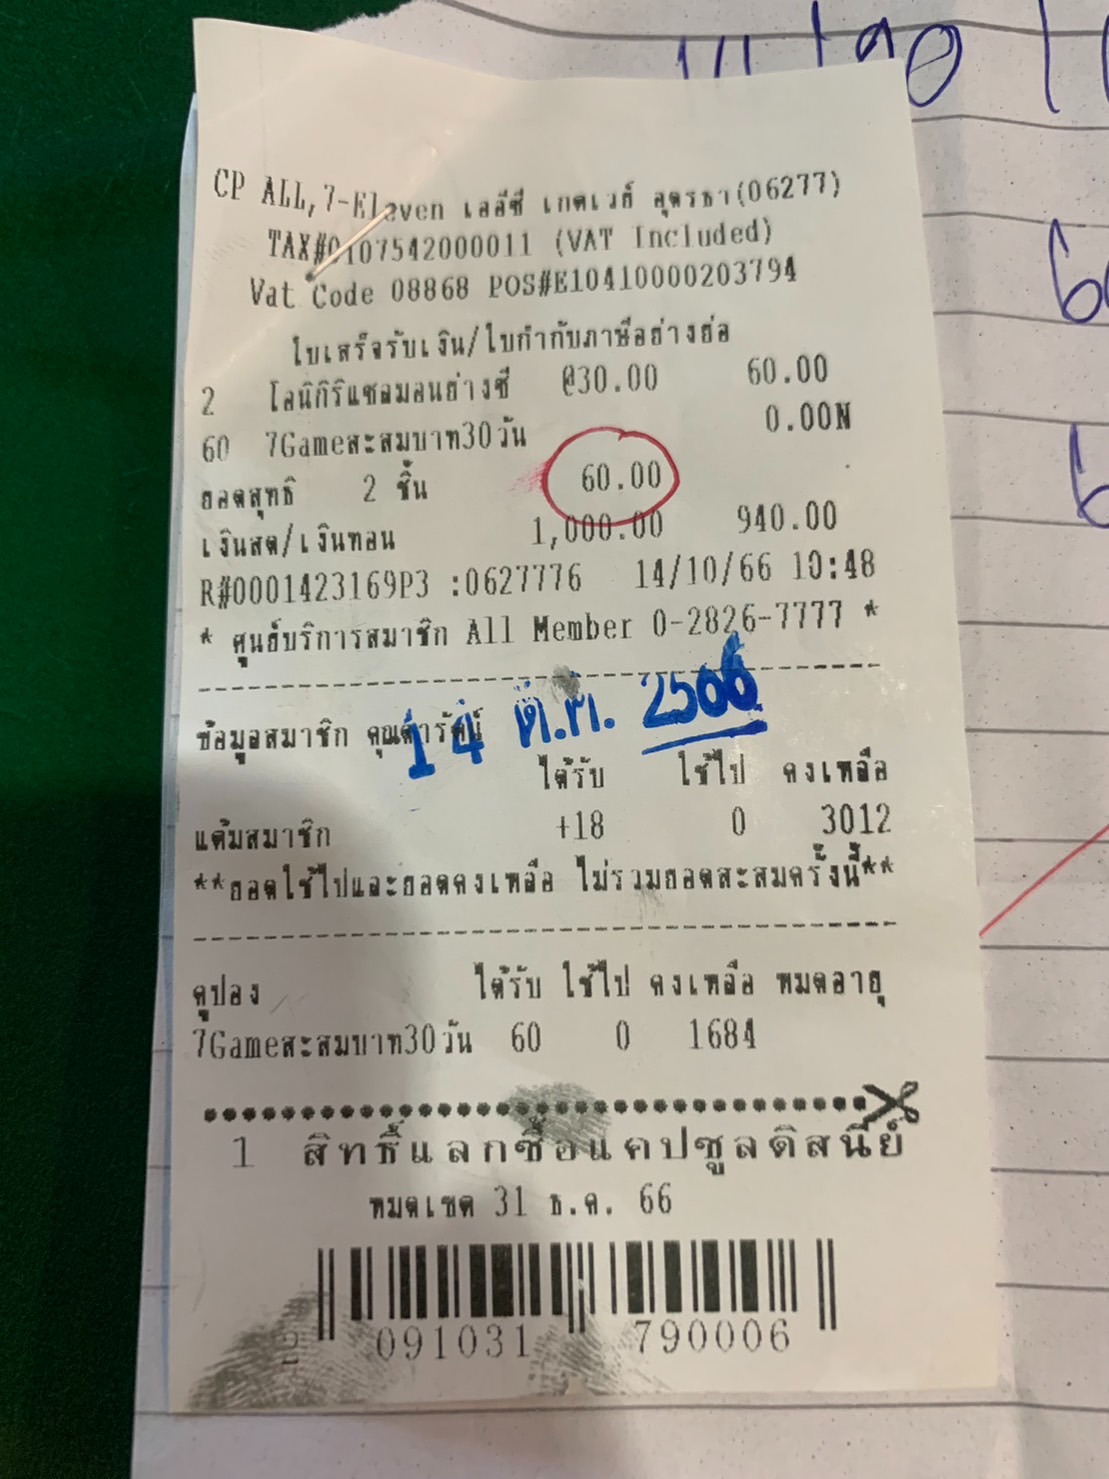 CP ALL,7-Eleven เอลีซี่ เกตเวย์ อุดรธา(06277)
TAX#0107542000011 (VAT Included)
Vat Code 08868 POS#E10410000203794
ใบเสร็จรับเงิน/ใบกำกับภาษีอย่างย่อ
2 โอนิกิริแซลมอนย่างซี @30.00 60.00
60 7Gameสะสมบาท30วัน 0.00N
ยอดสุทธิ 2 ชิ้น 60.00
เงินสด/เงินทอน 1,000.00 940.00
R#0001423169P3 :0627776 14/10/66 10:48
* ศูนย์บริการสมาชิก All Member 0-2826-7777 *
14 ต.ค. 2566
ข้อมูลสมาชิก
ได้รับ ใช้ไป คงเหลือ
แต้มสมาชิก +18 0 3012
**ยอดใช้ไปและยอดคงเหลือ ไม่รวมยอดสะสมครั้งนี้**
คูปอง ได้รับ ใช้ไป คงเหลือ หมดอายุ
7Gameสะสมบาท30วัน 60 0 1684
1 สิทธิ์แลกซื้อแคปซูลดิสนีย์
หมดเขต 31 ธ.ค. 66
2 091031 790006